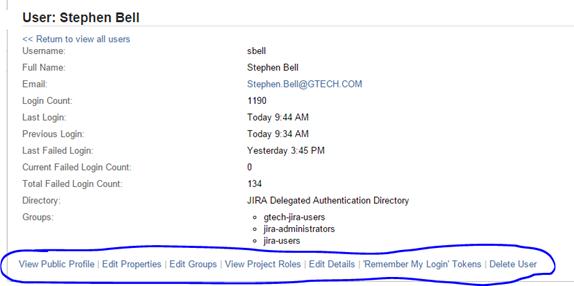 User: Stephen Bell
<< Return to view all users
Username: sbell
Full Name: Stephen Bell
Email: Stephen.Bell@GTECH.COM
Login Count: 1190
Last Login: Today 9:44 AM
Previous Login: Today 9:34 AM
Last Failed Login: Yesterday 3:45 PM
Current Failed Login Count: 0
Total Failed Login Count: 134
Directory: JIRA Delegated Authentication Directory
Groups: ◦ gtech-jira-users
◦ jira-administrators
◦ jira-users
View Public Profile | Edit Properties | Edit Groups | View Project Roles | Edit Details | 'Remember My Login' Tokens | Delete User